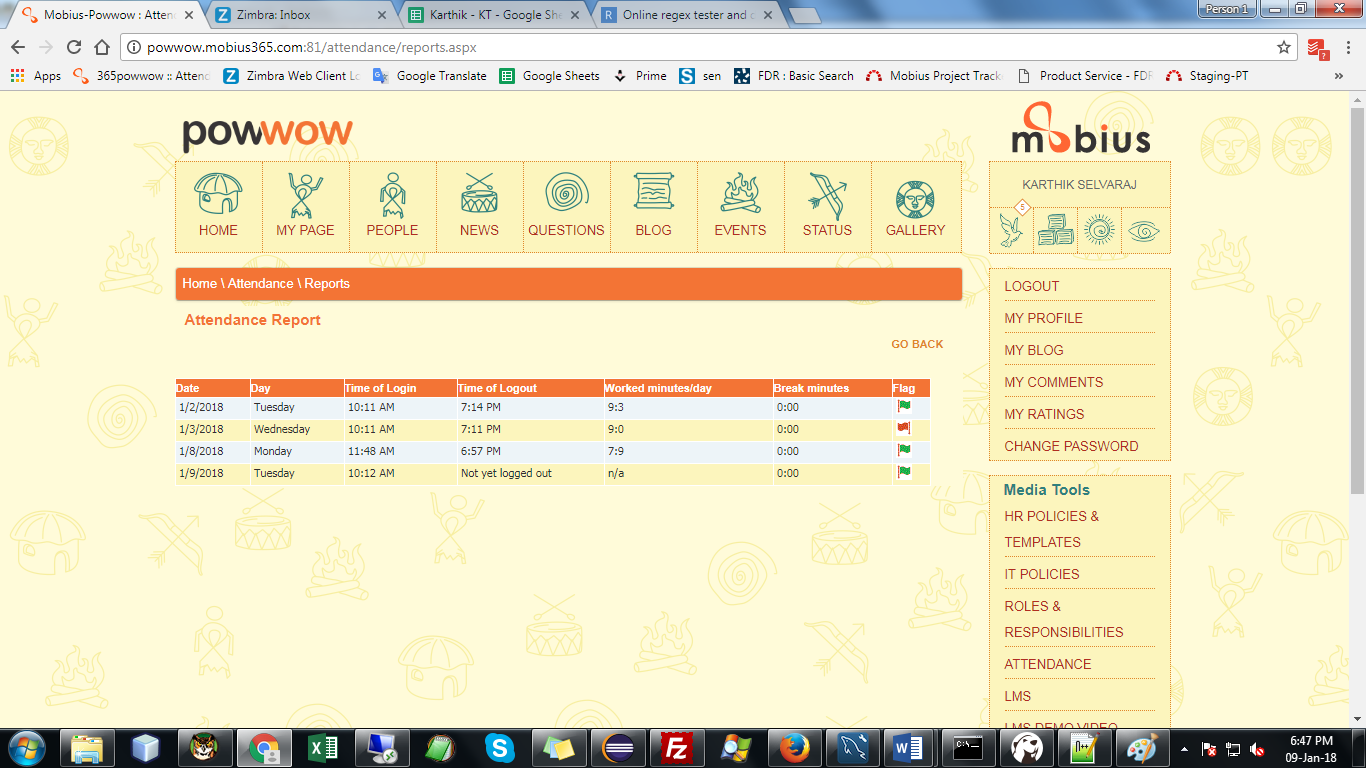 Mobius-Powwow : Atten
Zimbra: Inbox
Karthik - KT - Google She
Online regex tester and d
Person 1
powwow.mobius365.com:81/attendance/reports.aspx
Apps
365powwow :: Attend
Zimbra Web Client Lo
Google Translate
Google Sheets
Prime
sen
FDR : Basic Search
Mobius Project Track
Product Service - FDR
Staging-PT
»
powwow
mobius
HOME
MY PAGE
PEOPLE
NEWS
QUESTIONS
BLOG
EVENTS
STATUS
GALLERY
KARTHIK SELVARAJ
5
Home \ Attendance \ Reports
Attendance Report
GO BACK
Date Day Time of Login Time of Logout Worked minutes/day Break minutes Flag
1/2/2018 Tuesday 10:11 AM 7:14 PM 9:3 0:00
1/3/2018 Wednesday 10:11 AM 7:11 PM 9:0 0:00
1/8/2018 Monday 11:48 AM 6:57 PM 7:9 0:00
1/9/2018 Tuesday 10:12 AM Not yet logged out n/a 0:00
LOGOUT
MY PROFILE
MY BLOG
MY COMMENTS
MY RATINGS
CHANGE PASSWORD
Media Tools
HR POLICIES &
TEMPLATES
IT POLICIES
ROLES &
RESPONSIBILITIES
ATTENDANCE
LMS
LMS DEMO VIDEO
6:47 PM
09-Jan-18